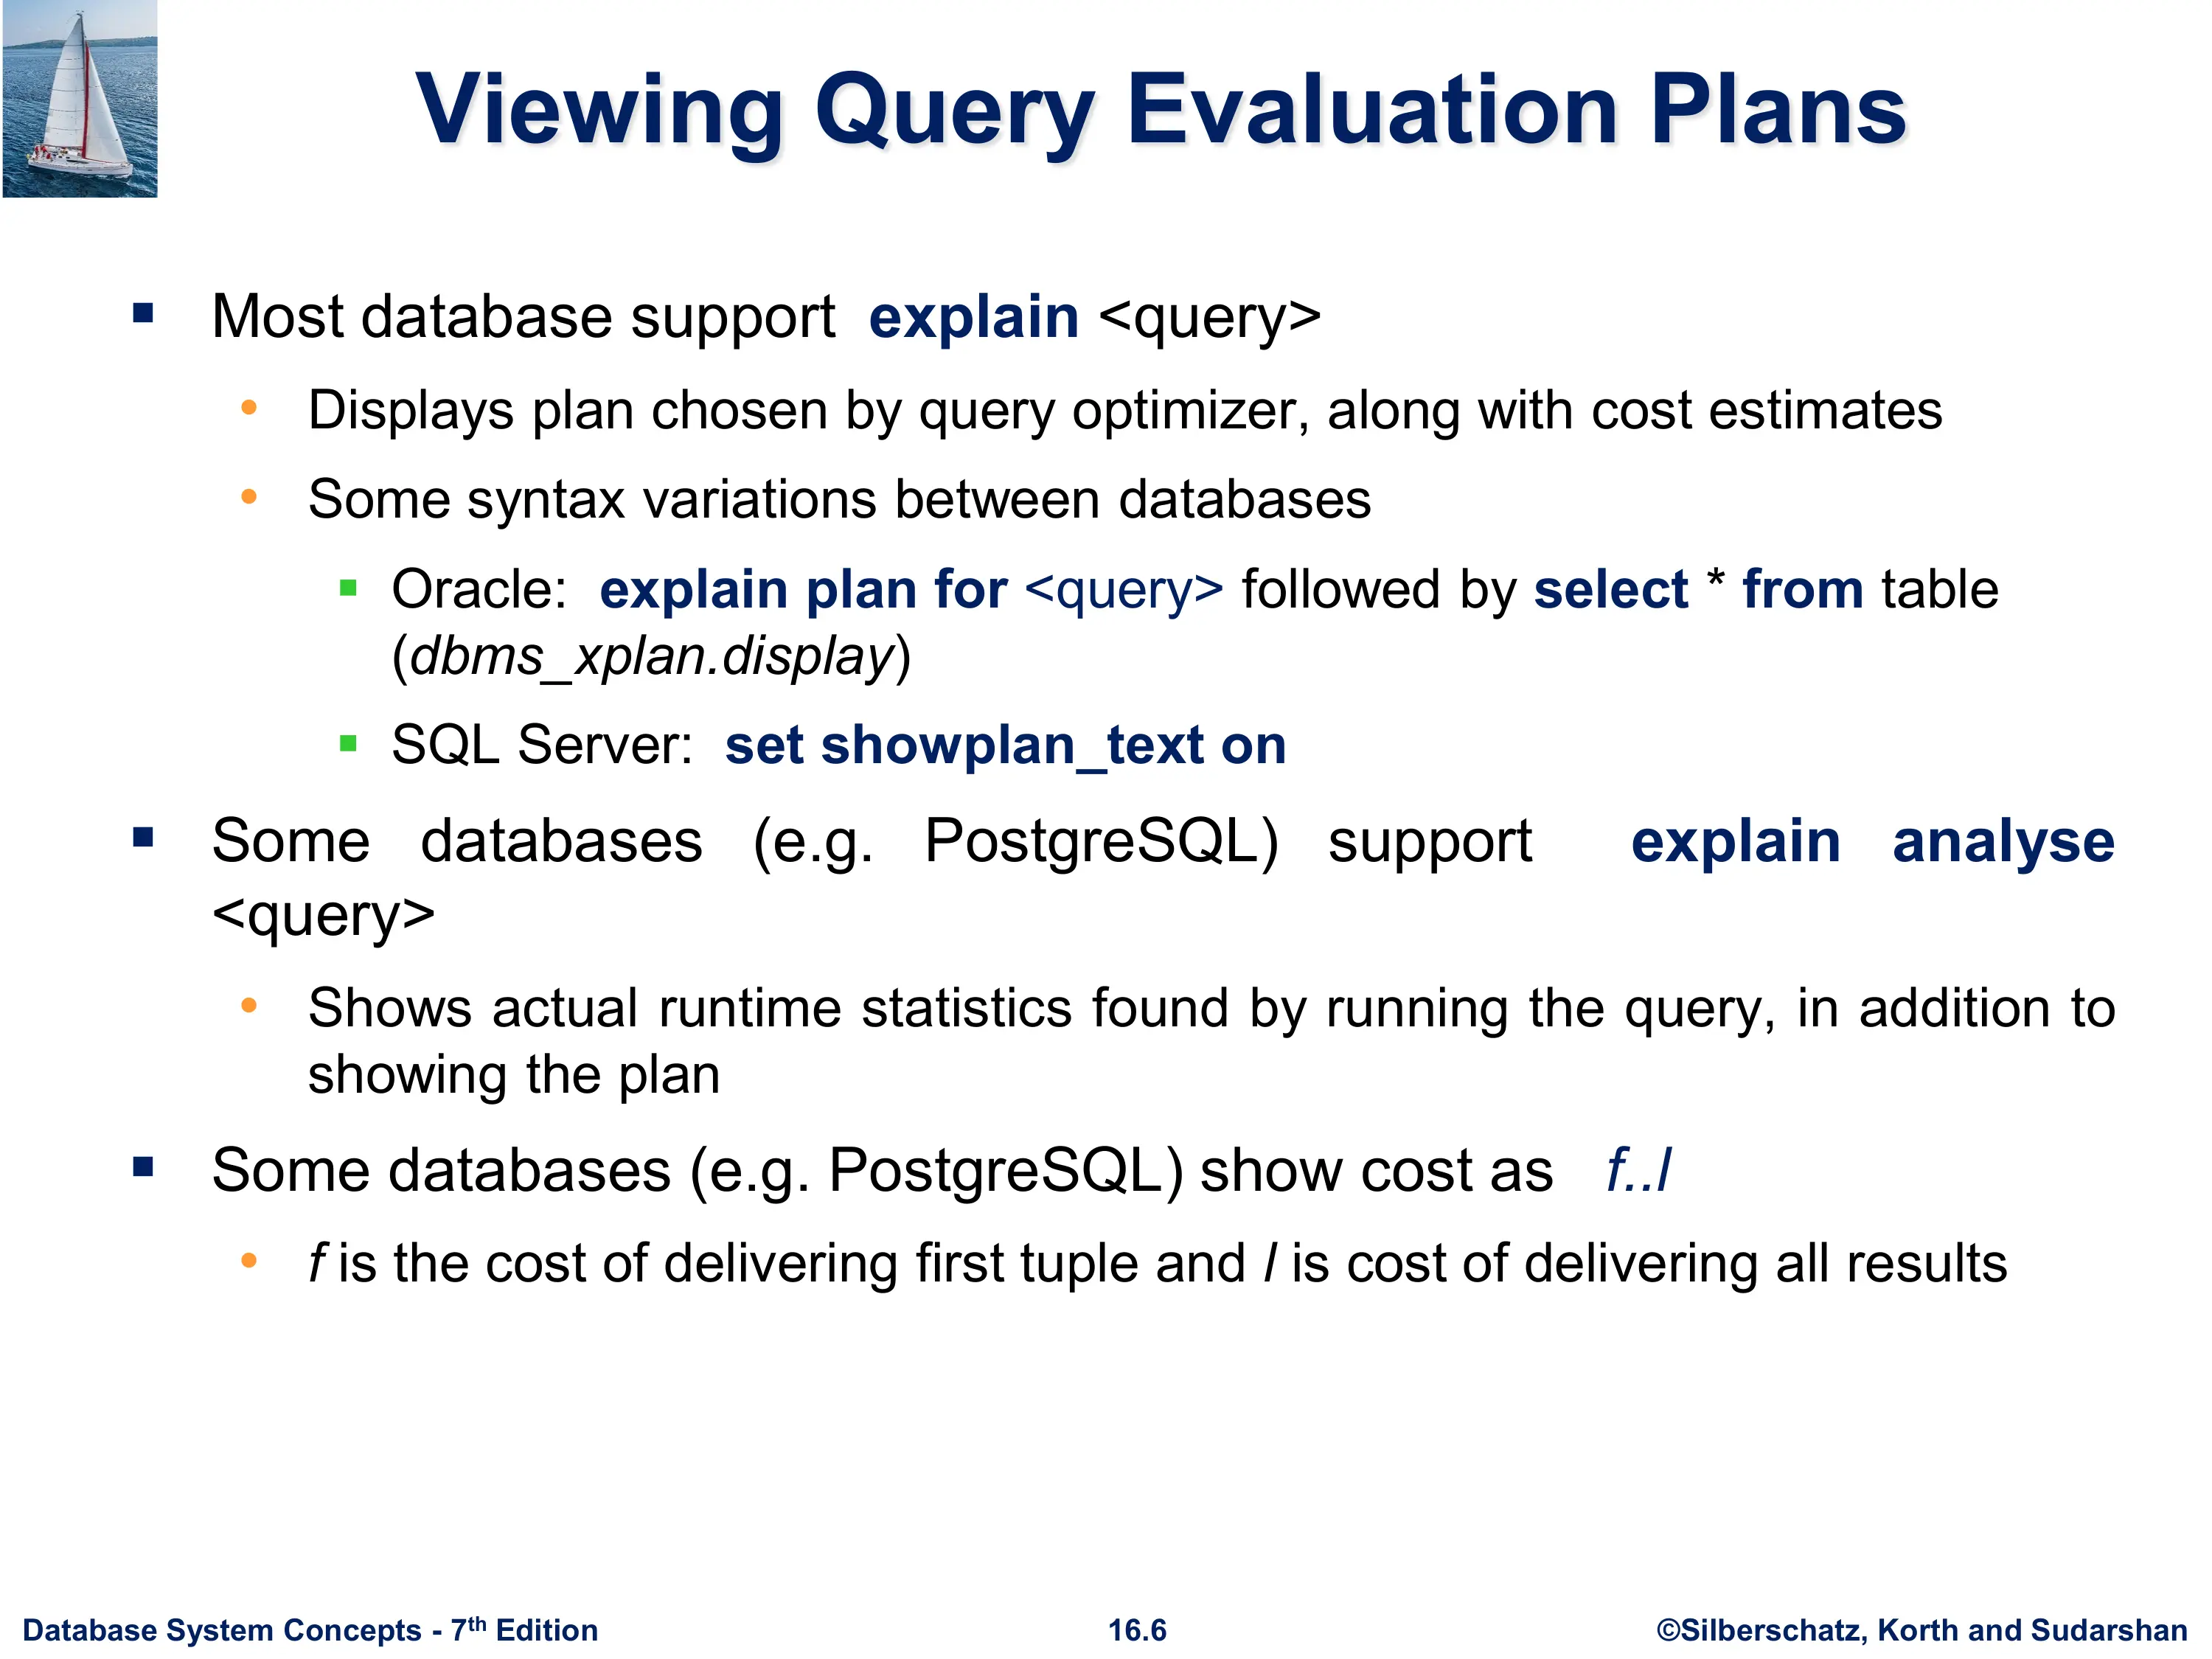 Viewing Query Evaluation Plans
Most database support explain <query>
Displays plan chosen by query optimizer, along with cost estimates
Some syntax variations between databases
Oracle: explain plan for <query> followed by select * from table
(dbms_xplan.display)
SQL Server: set showplan_text on
Some databases (e.g. PostgreSQL) support explain analyse
<query>
Shows actual runtime statistics found by running the query, in addition to
showing the plan
Some databases (e.g. PostgreSQL) show cost as f..l
f is the cost of delivering first tuple and l is cost of delivering all results
Database System Concepts - 7th Edition
16.6
©Silberschatz, Korth and Sudarshan